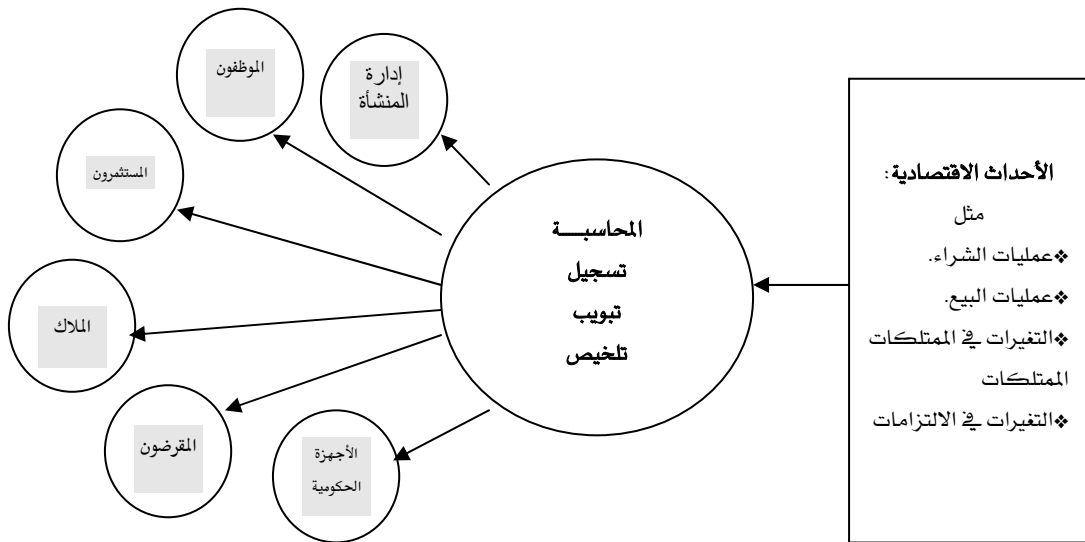 الأحداث الاقتصادية:
مثل
❖عمليات الشراء.
❖عمليات البيع.
❖التغيرات في الممتلكات
الممتلكات
❖التغيرات في الالتزامات
المحاسبـــة
تسجيل
تبويب
تلخيص
إدارة
المنشأة
الموظفون
المستثمرون
الملاك
المقرضون
الأجهزة
الحكومية